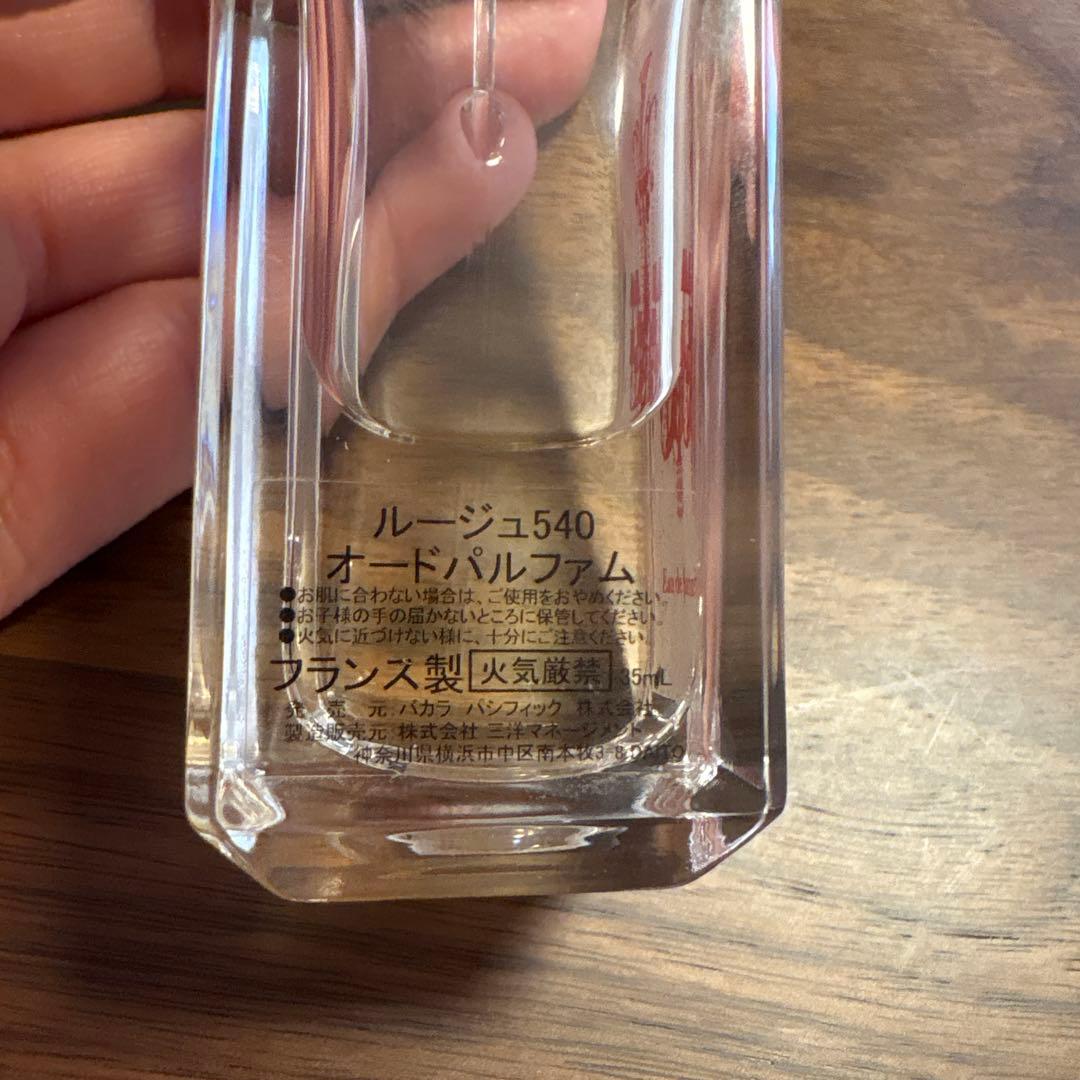 ルージュ540
オードパルファム
●お肌に合わない場合は、ご使用をおやめください。
●お子様の手の届かないところに保管してください。
●火気に近づけない様に、十分にご注意ください。
フランス製 火気厳禁 35mL
発 売 元:バカラ パシフィック 株式会社
製造販売元:株式会社 三洋マネージメント
神奈川県横浜市中区南本牧3-8 DAITO
Eau de parfum